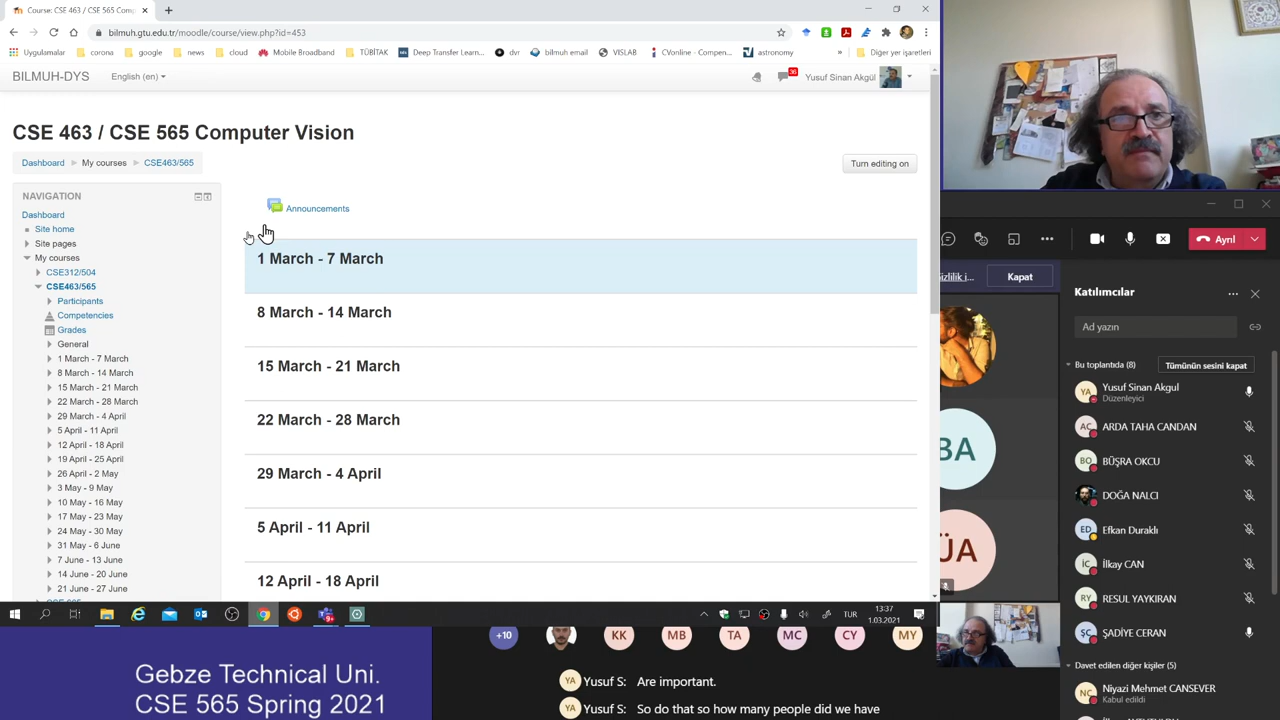 Course: CSE 463 / CSE 565 Comp
bilmuh.gtu.edu.tr/moodle/course/view.php?id=453
Uygulamalar
corona
google
news
cloud
Mobile Broadband
TÜBİTAK
Deep Transfer Lear...
dvr
bilmuh email
VISLAB
CVonline - Compen...
astronomy
»
Diğer yer işaretleri
BILMUH-DYS
English (en)
36
Yusuf Sinan Akgül
CSE 463 / CSE 565 Computer Vision
Dashboard
My courses
CSE463/565
Turn editing on
NAVIGATION
Dashboard
Site home
Site pages
My courses
CSE312/504
CSE463/565
Participants
Competencies
Grades
General
1 March - 7 March
8 March - 14 March
15 March - 21 March
22 March - 28 March
29 March - 4 April
5 April - 11 April
12 April - 18 April
19 April - 25 April
26 April - 2 May
3 May - 9 May
10 May - 16 May
17 May - 23 May
24 May - 30 May
31 May - 6 June
7 June - 13 June
14 June - 20 June
21 June - 27 June
Announcements
1 March - 7 March
8 March - 14 March
15 March - 21 March
22 March - 28 March
29 March - 4 April
5 April - 11 April
12 April - 18 April
TUR
13:37
1.03.2021
Ayrıl
Kapat
BA
ÜA
Katılımcılar
Ad yazın
Bu toplantıda (8)
Tümünün sesini kapat
YA
Yusuf Sinan Akgul
Düzenleyici
AC
ARDA TAHA CANDAN
BO
BÜŞRA OKCU
DOĞA NALCI
ED
Efkan Duraklı
İC
İlkay CAN
RY
RESUL YAYKIRAN
ŞC
ŞADİYE CERAN
Davet edilen diğer kişiler (5)
NC
Niyazi Mehmet CANSEVER
Kabul edildi
+10
KK
MB
TA
MC
CY
MY
Gebze Technical Uni.
CSE 565 Spring 2021
YA
Yusuf S: Are important.
YA
Yusuf S: So do that so how many people did we have